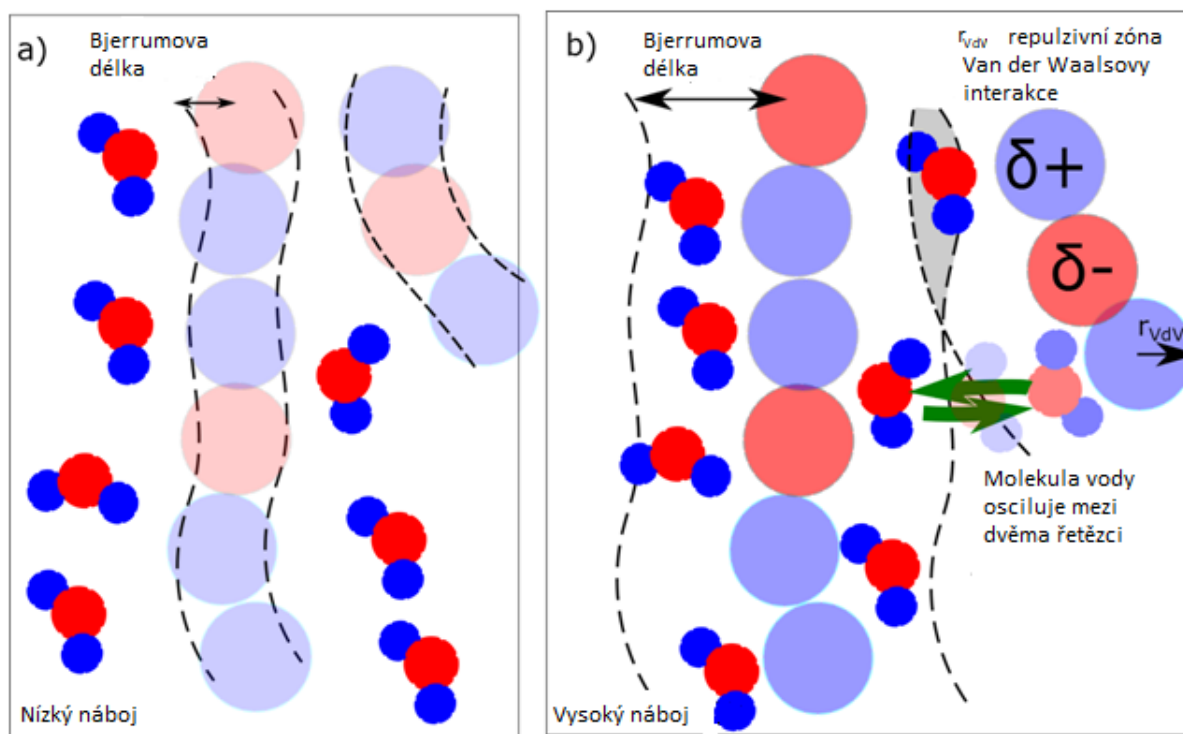 a)
Bjerrumova
délka
Nízký náboj
b)
Bjerrumova
délka
rVdV repulzivní zóna
Van der Waalsovy
interakce
δ+
δ-
rVdV
Molekula vody
osciluje mezi
dvěma řetězci
Vysoký náboj